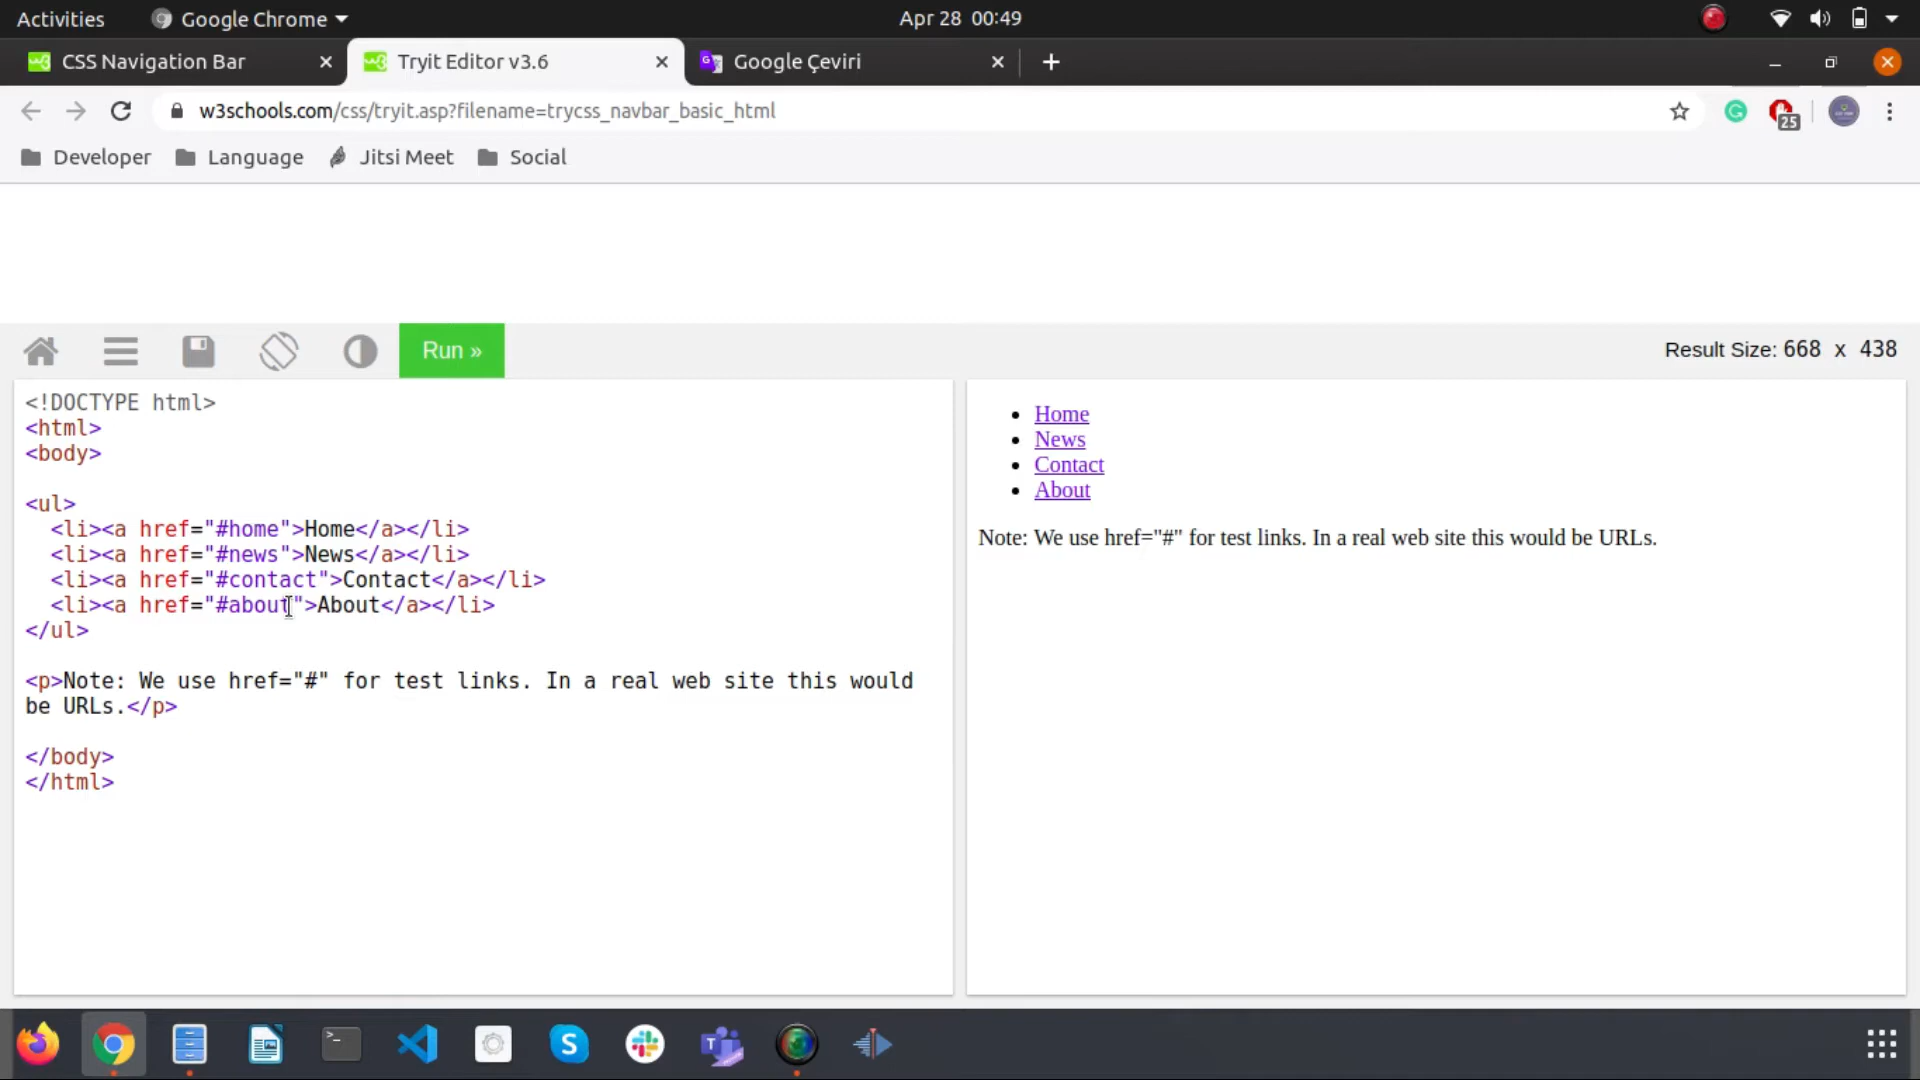 Activities
Google Chrome
Apr 28 00:49
CSS Navigation Bar
Tryit Editor v3.6
Google Çeviri
w3schools.com/css/tryit.asp?filename=trycss_navbar_basic_html
25
Developer
Language
Jitsi Meet
Social
Run »
Result Size: 668 x 438
<!DOCTYPE html>
<html>
<body>
<ul>
<li><a href="#home">Home</a></li>
<li><a href="#news">News</a></li>
<li><a href="#contact">Contact</a></li>
<li><a href="#about">About</a></li>
</ul>
<p>Note: We use href="#" for test links. In a real web site this would
be URLs.</p>
</body>
</html>
Home
News
Contact
About
Note: We use href="#" for test links. In a real web site this would be URLs.